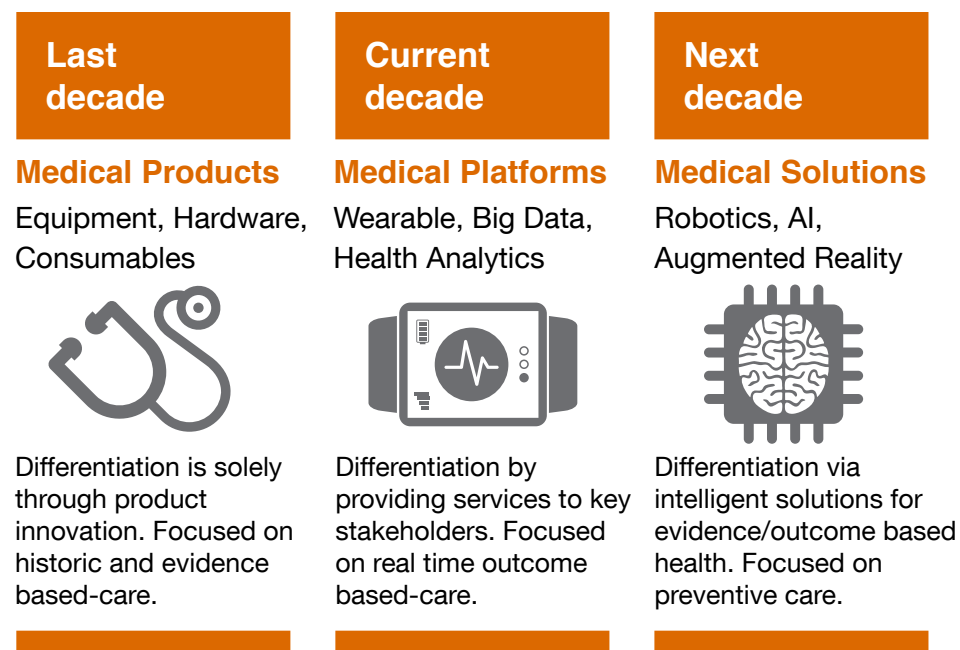 Last
decade
Medical Products
Equipment, Hardware,
Consumables
Differentiation is solely
through product
innovation. Focused on
historic and evidence
based-care.
Current
decade
Medical Platforms
Wearable, Big Data,
Health Analytics
Differentiation by
providing services to key
stakeholders. Focused
on real time outcome
based-care.
Next
decade
Medical Solutions
Robotics, AI,
Augmented Reality
Differentiation via
intelligent solutions for
evidence/outcome based
health. Focused on
preventive care.